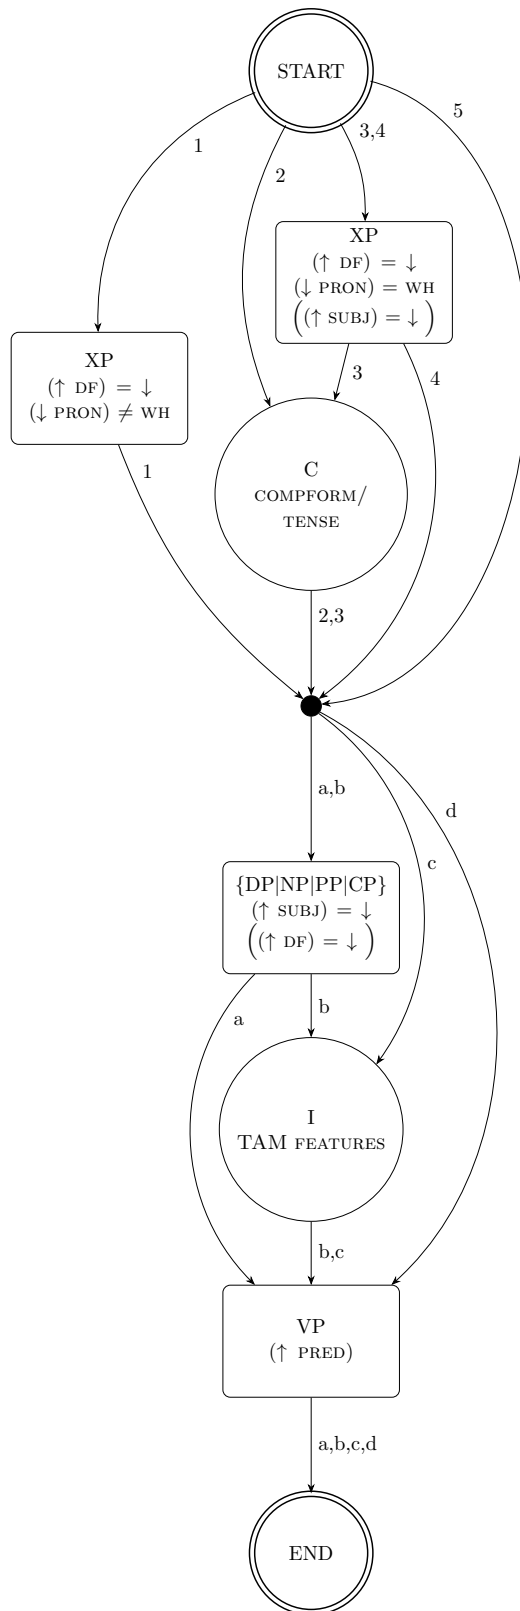 START
1
2
3,4
5
XP
(↑ DF) = ↓
(↓ PRON) = WH
((↑ SUBJ) = ↓)
XP
(↑ DF) = ↓
(↓ PRON) ≠ WH
3
4
1
C
COMPFORM/
TENSE
2,3
a,b
d
c
{DP|NP|PP|CP}
(↑ SUBJ) = ↓
((↑ DF) = ↓)
a
b
I
TAM FEATURES
b,c
VP
(↑ PRED)
a,b,c,d
END